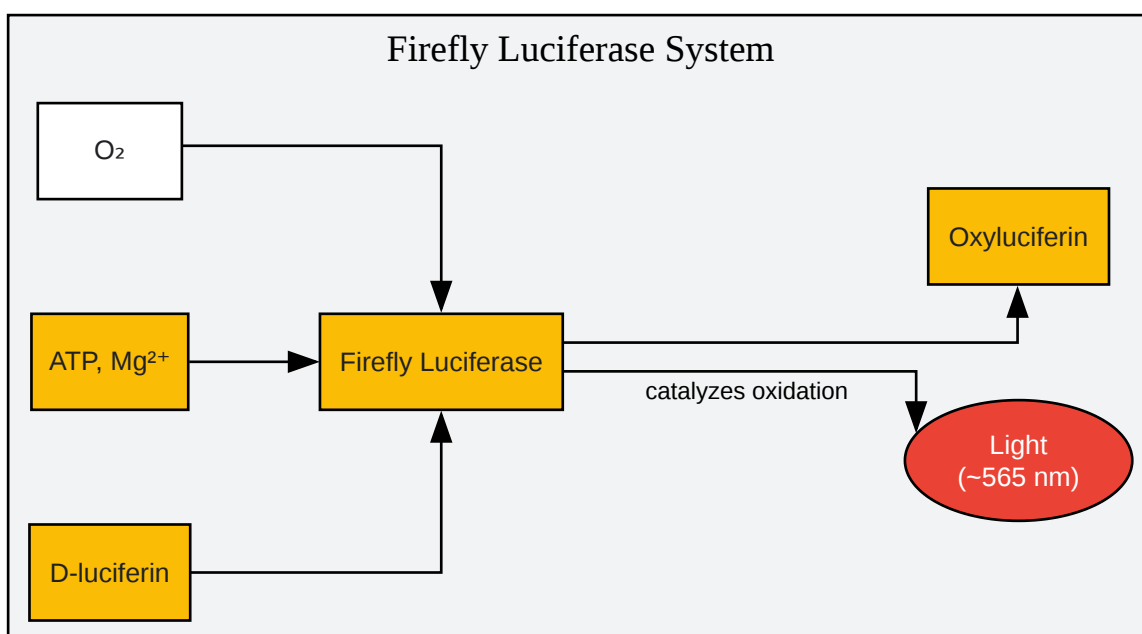 Firefly Luciferase System
O₂
Oxyluciferin
ATP, Mg²⁺
Firefly Luciferase
catalyzes oxidation
Light
(~565 nm)
D-luciferin